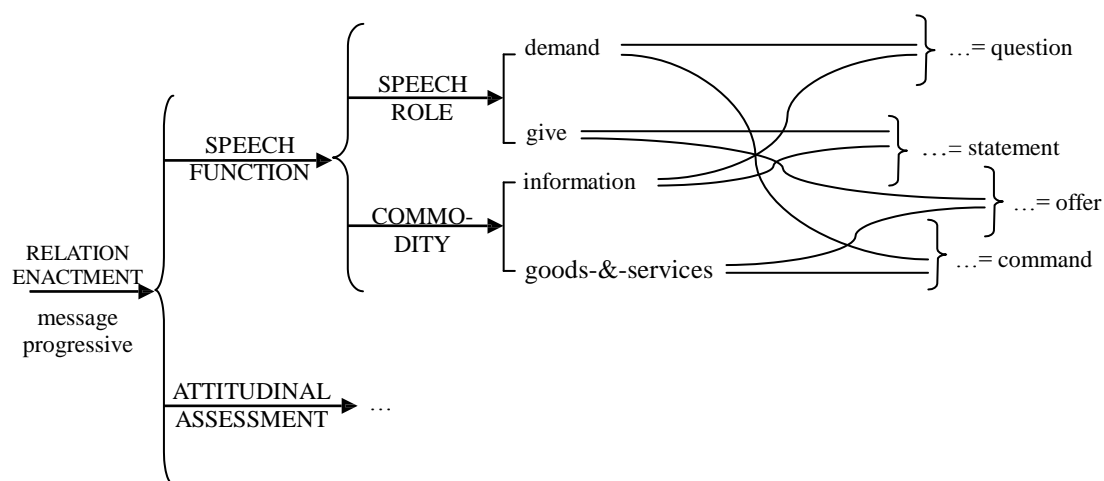 demand
…= question
SPEECH
ROLE
give
…= statement
SPEECH
FUNCTION
information
…= offer
COMMO-
DITY
RELATION
ENACTMENT
goods-&-services
…= command
message
progressive
ATTITUDINAL
ASSESSMENT
…